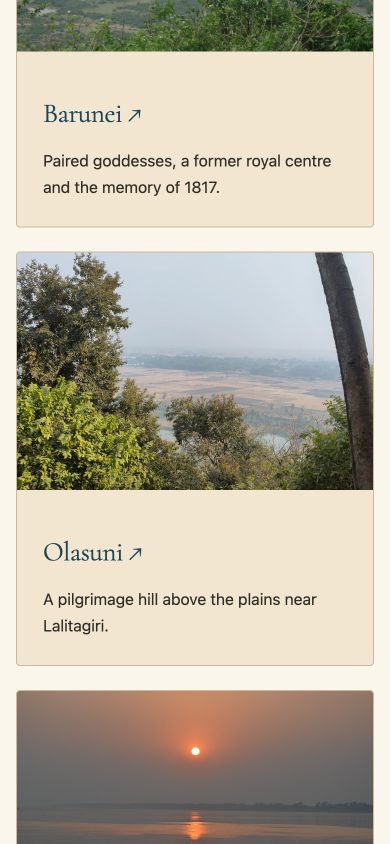 Barunei ↗
Paired goddesses, a former royal centre
and the memory of 1817.
Olasuni ↗
A pilgrimage hill above the plains near
Lalitagiri.